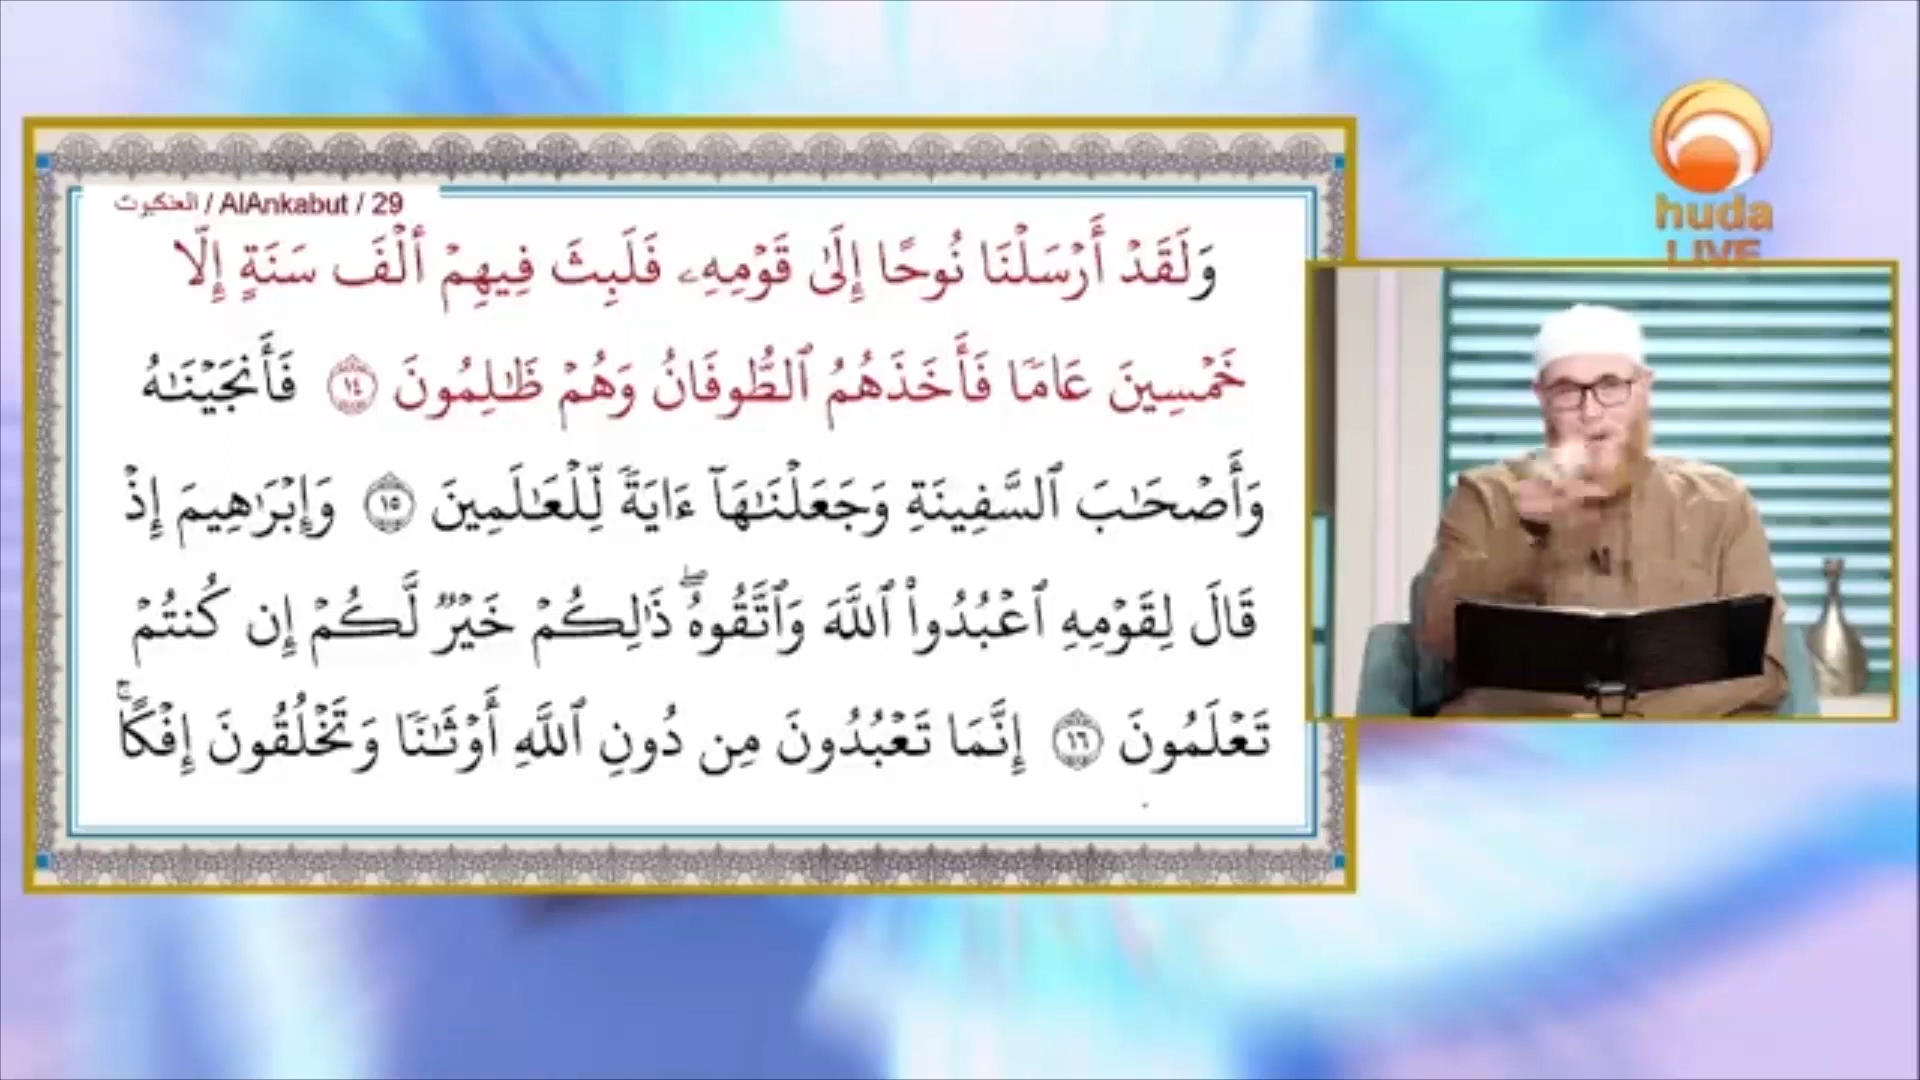 العنكبوت / AlAnkabut / 29
وَلَقَدْ أَرْسَلْنَا نُوحًا إِلَىٰ قَوْمِهِۦ فَلَبِثَ فِيهِمْ أَلْفَ سَنَةٍ إِلَّا
خَمْسِينَ عَامًا فَأَخَذَهُمُ ٱلطُّوفَانُ وَهُمْ ظَٰلِمُونَ ١٤ فَأَنجَيْنَٰهُ
وَأَصْحَٰبَ ٱلسَّفِينَةِ وَجَعَلْنَٰهَآ ءَايَةً لِّلْعَٰلَمِينَ ١٥ وَإِبْرَٰهِيمَ إِذْ
قَالَ لِقَوْمِهِ ٱعْبُدُوا۟ ٱللَّهَ وَٱتَّقُوهُ ۖ ذَٰلِكُمْ خَيْرٌ لَّكُمْ إِن كُنتُمْ
تَعْلَمُونَ ١٦ إِنَّمَا تَعْبُدُونَ مِن دُونِ ٱللَّهِ أَوْثَٰنًا وَتَخْلُقُونَ إِفْكًا ۚ
huda
LIVE